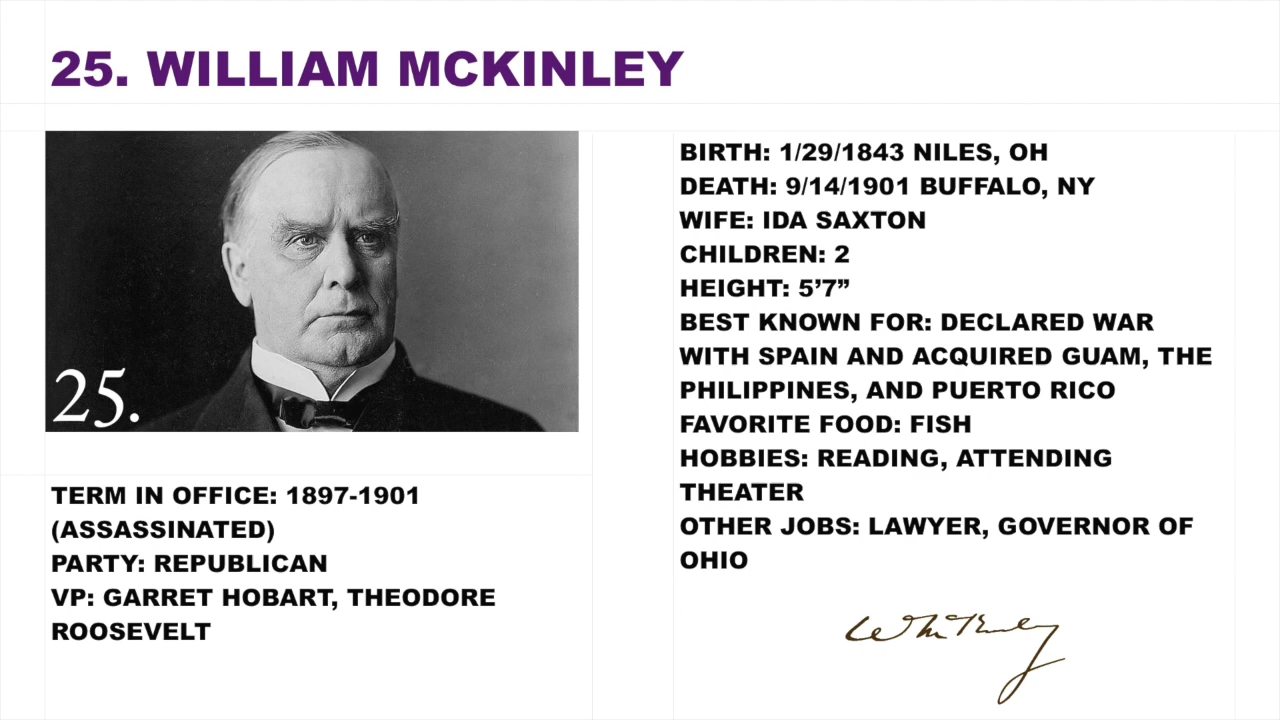 25. WILLIAM MCKINLEY
25.
TERM IN OFFICE: 1897-1901
(ASSASSINATED)
PARTY: REPUBLICAN
VP: GARRET HOBART, THEODORE
ROOSEVELT
BIRTH: 1/29/1843 NILES, OH
DEATH: 9/14/1901 BUFFALO, NY
WIFE: IDA SAXTON
CHILDREN: 2
HEIGHT: 5’7”
BEST KNOWN FOR: DECLARED WAR
WITH SPAIN AND ACQUIRED GUAM, THE
PHILIPPINES, AND PUERTO RICO
FAVORITE FOOD: FISH
HOBBIES: READING, ATTENDING
THEATER
OTHER JOBS: LAWYER, GOVERNOR OF
OHIO